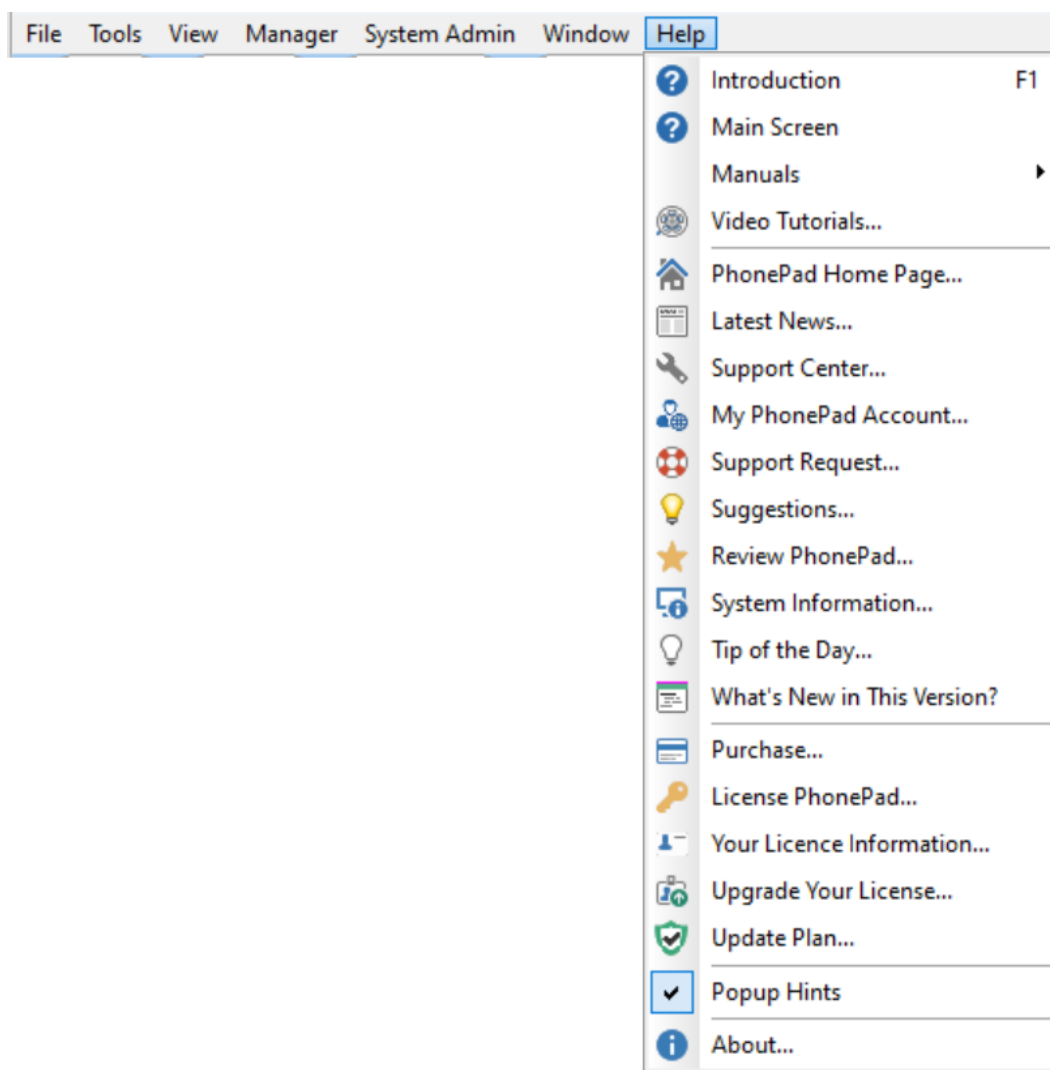 File Tools View Manager System Admin Window Help
Introduction F1
Main Screen
Manuals
Video Tutorials...
PhonePad Home Page...
Latest News...
Support Center...
My PhonePad Account...
Support Request...
Suggestions...
Review PhonePad...
System Information...
Tip of the Day...
What's New in This Version?
Purchase...
License PhonePad...
Your Licence Information...
Upgrade Your License...
Update Plan...
Popup Hints
About...